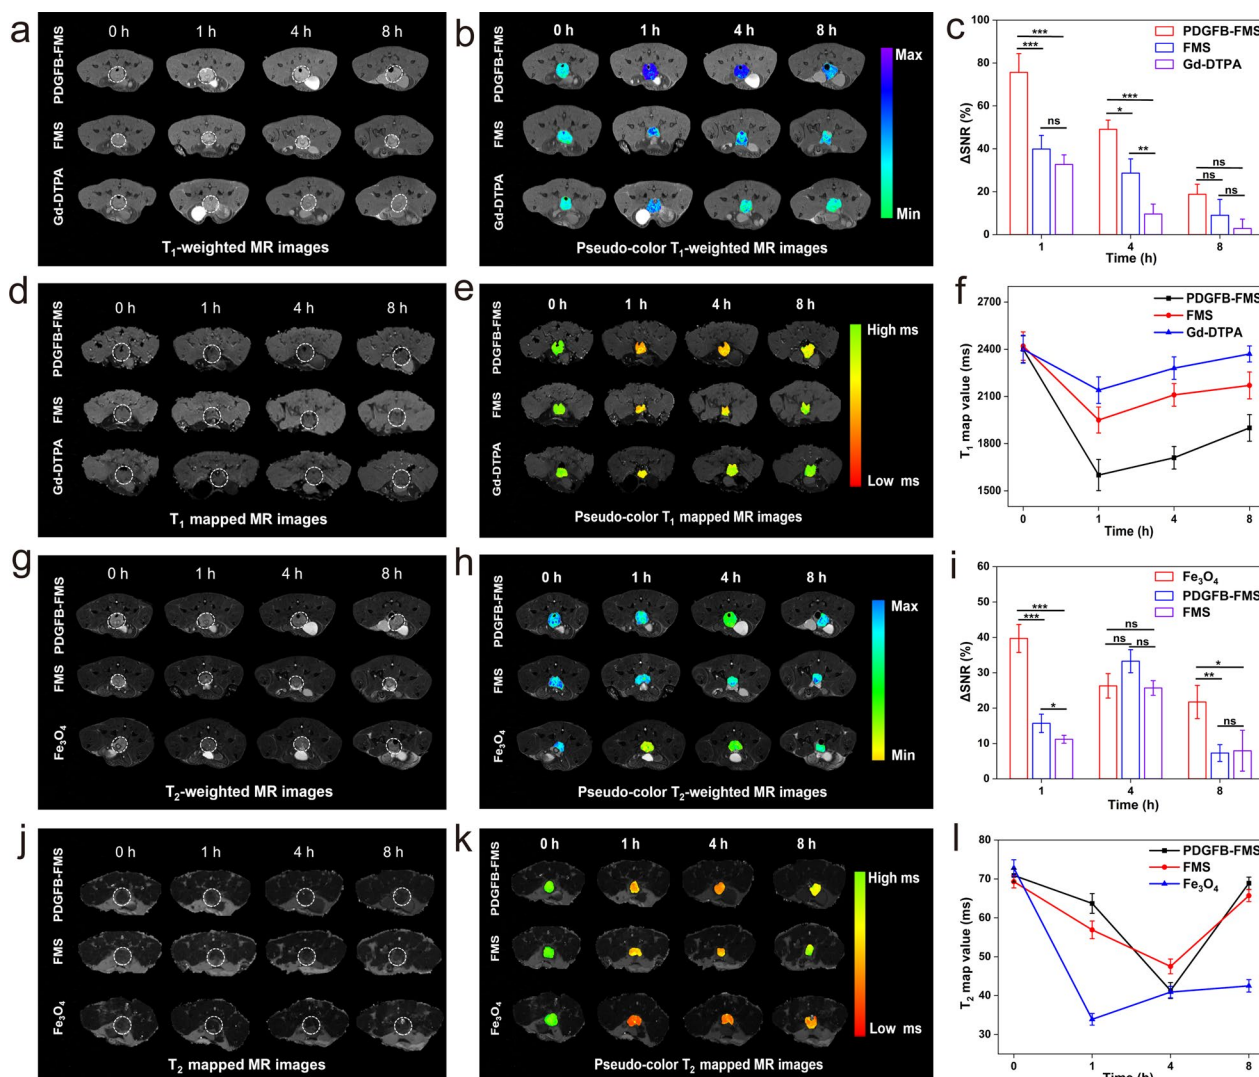 a
0 h 1 h 4 h 8 h
PDGFB-FMS
FMS
Gd-DTPA
T1-weighted MR images
b
0 h 1 h 4 h 8 h
PDGFB-FMS
FMS
Gd-DTPA
Max
Min
Pseudo-color T1-weighted MR images
c
PDGFB-FMS
FMS
Gd-DTPA
ΔSNR (%)
100
80
60
40
20
0
*** *** ns
*** * **
ns ns ns
1 4 8
Time (h)
d
0 h 1 h 4 h 8 h
PDGFB-FMS
FMS
Gd-DTPA
T1 mapped MR images
e
0 h 1 h 4 h 8 h
PDGFB-FMS
FMS
Gd-DTPA
High ms
Low ms
Pseudo-color T1 mapped MR images
f
PDGFB-FMS
FMS
Gd-DTPA
T1 map value (ms)
2700
2400
2100
1800
1500
0 1 4 8
Time (h)
g
0 h 1 h 4 h 8 h
PDGFB-FMS
FMS
Fe3O4
T2-weighted MR images
h
0 h 1 h 4 h 8 h
PDGFB-FMS
FMS
Fe3O4
Max
Min
Pseudo-color T2-weighted MR images
i
Fe3O4
PDGFB-FMS
FMS
ΔSNR (%)
60
50
40
30
20
10
0
*** *** *
ns ns ns
* ** ns
1 4 8
Time (h)
j
0 h 1 h 4 h 8 h
PDGFB-FMS
FMS
Fe3O4
T2 mapped MR images
k
0 h 1 h 4 h 8 h
PDGFB-FMS
FMS
Fe3O4
High ms
Low ms
Pseudo-color T2 mapped MR images
l
PDGFB-FMS
FMS
Fe3O4
T2 map value (ms)
80
70
60
50
40
30
0 1 4 8
Time (h)